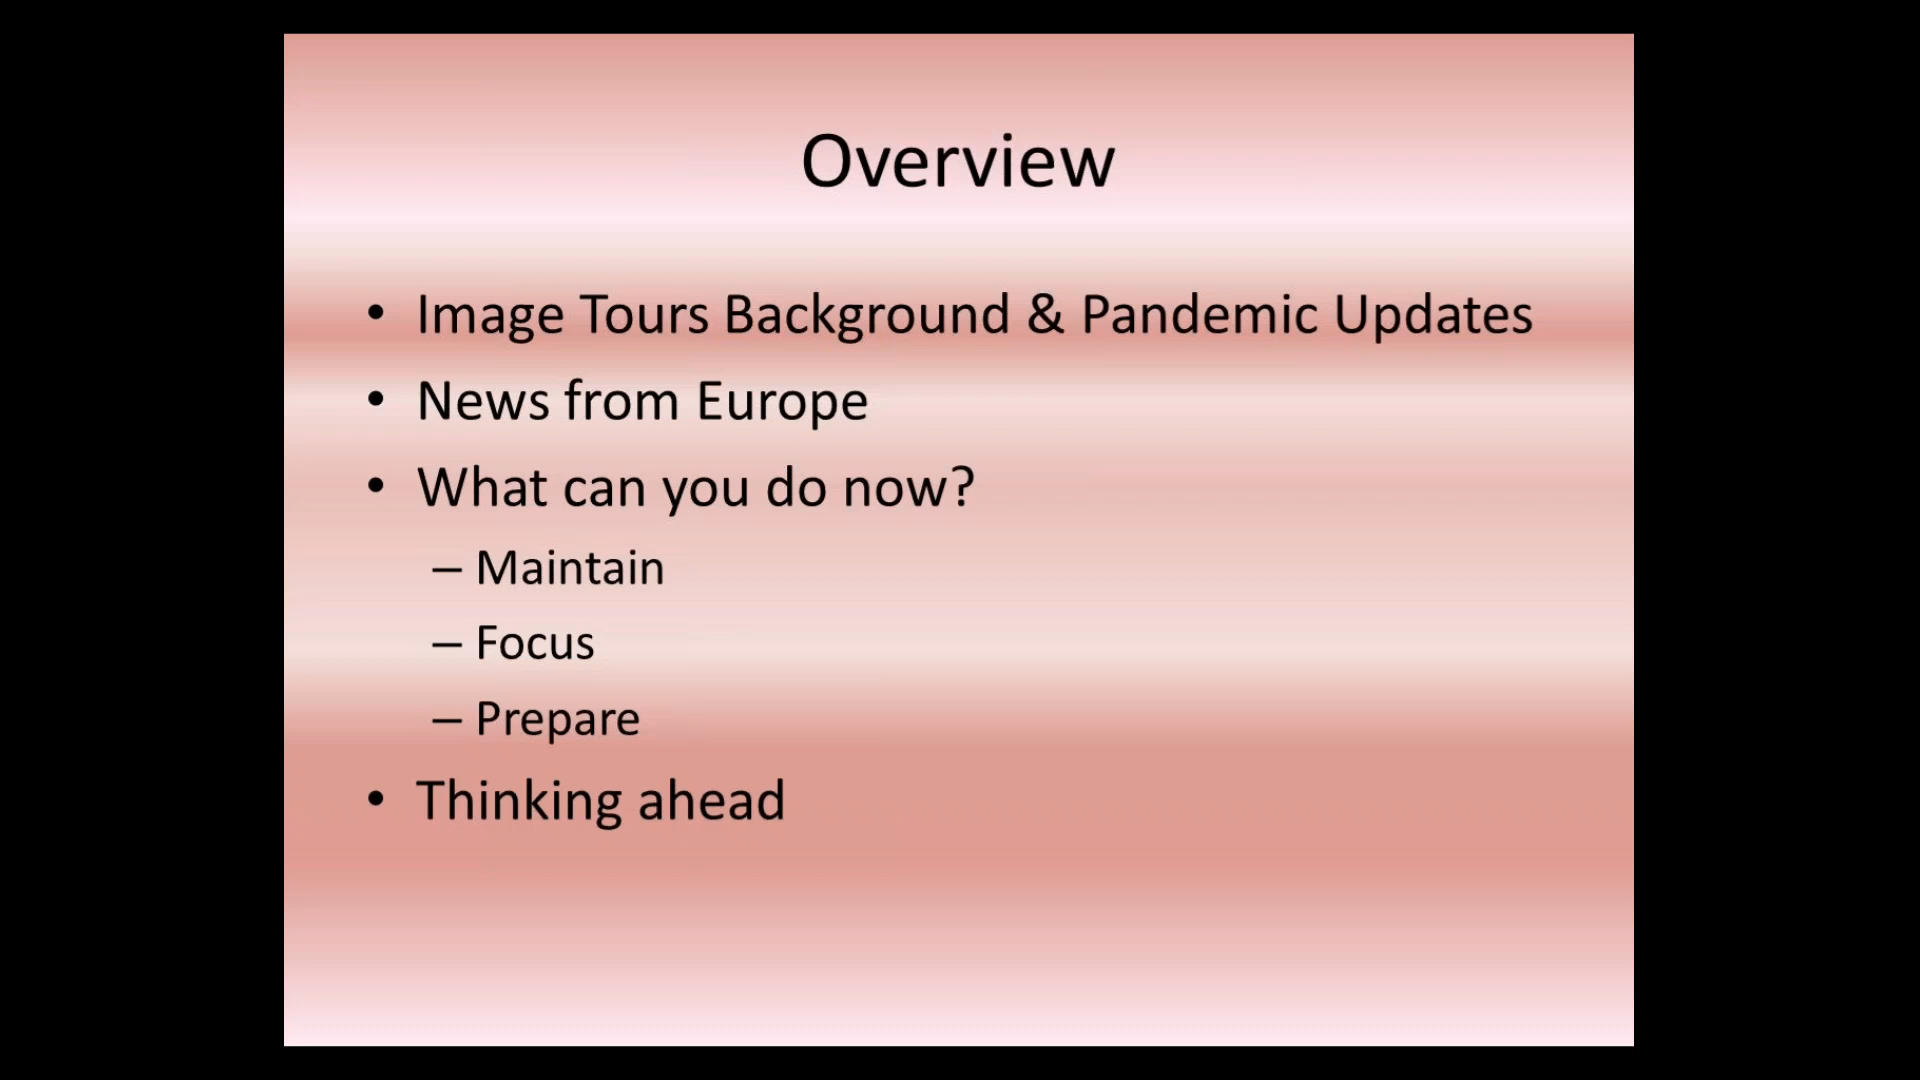 Overview
• Image Tours Background & Pandemic Updates
• News from Europe
• What can you do now?
– Maintain
– Focus
– Prepare
• Thinking ahead